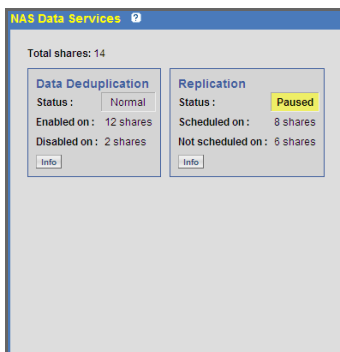 NAS Data Services ?
Total shares: 14
Data Deduplication
Status : Normal
Enabled on : 12 shares
Disabled on : 2 shares
Info
Replication
Status : Paused
Scheduled on : 8 shares
Not scheduled on : 6 shares
Info